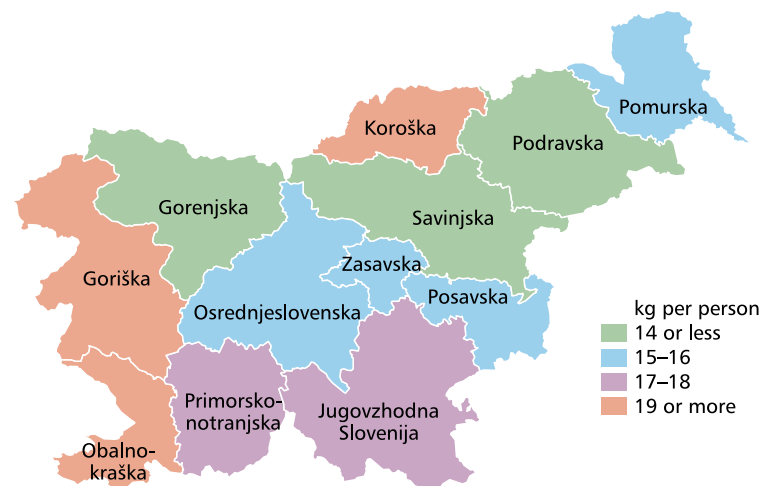 Pomurska
Koroška
Podravska
Gorenjska
Savinjska
Goriška
Zasavska
Posavska
Osrednjeslovenska
Primorsko-
notranjska
Jugovzhodna
Slovenija
Obalno-
kraška
kg per person
14 or less
15–16
17–18
19 or more